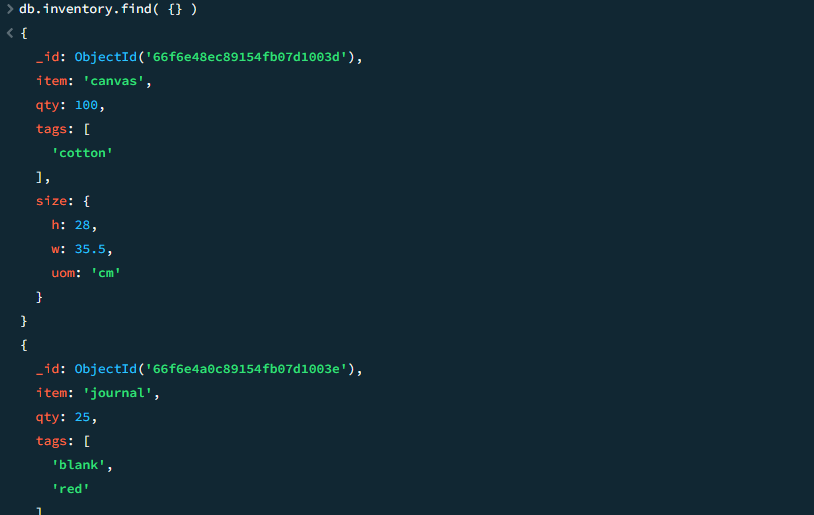 > db.inventory.find( {} )
< {
_id: ObjectId('66f6e48ec89154fb07d1003d'),
item: 'canvas',
qty: 100,
tags: [
'cotton'
],
size: {
h: 28,
w: 35.5,
uom: 'cm'
}
}
{
_id: ObjectId('66f6e4a0c89154fb07d1003e'),
item: 'journal',
qty: 25,
tags: [
'blank',
'red'
]